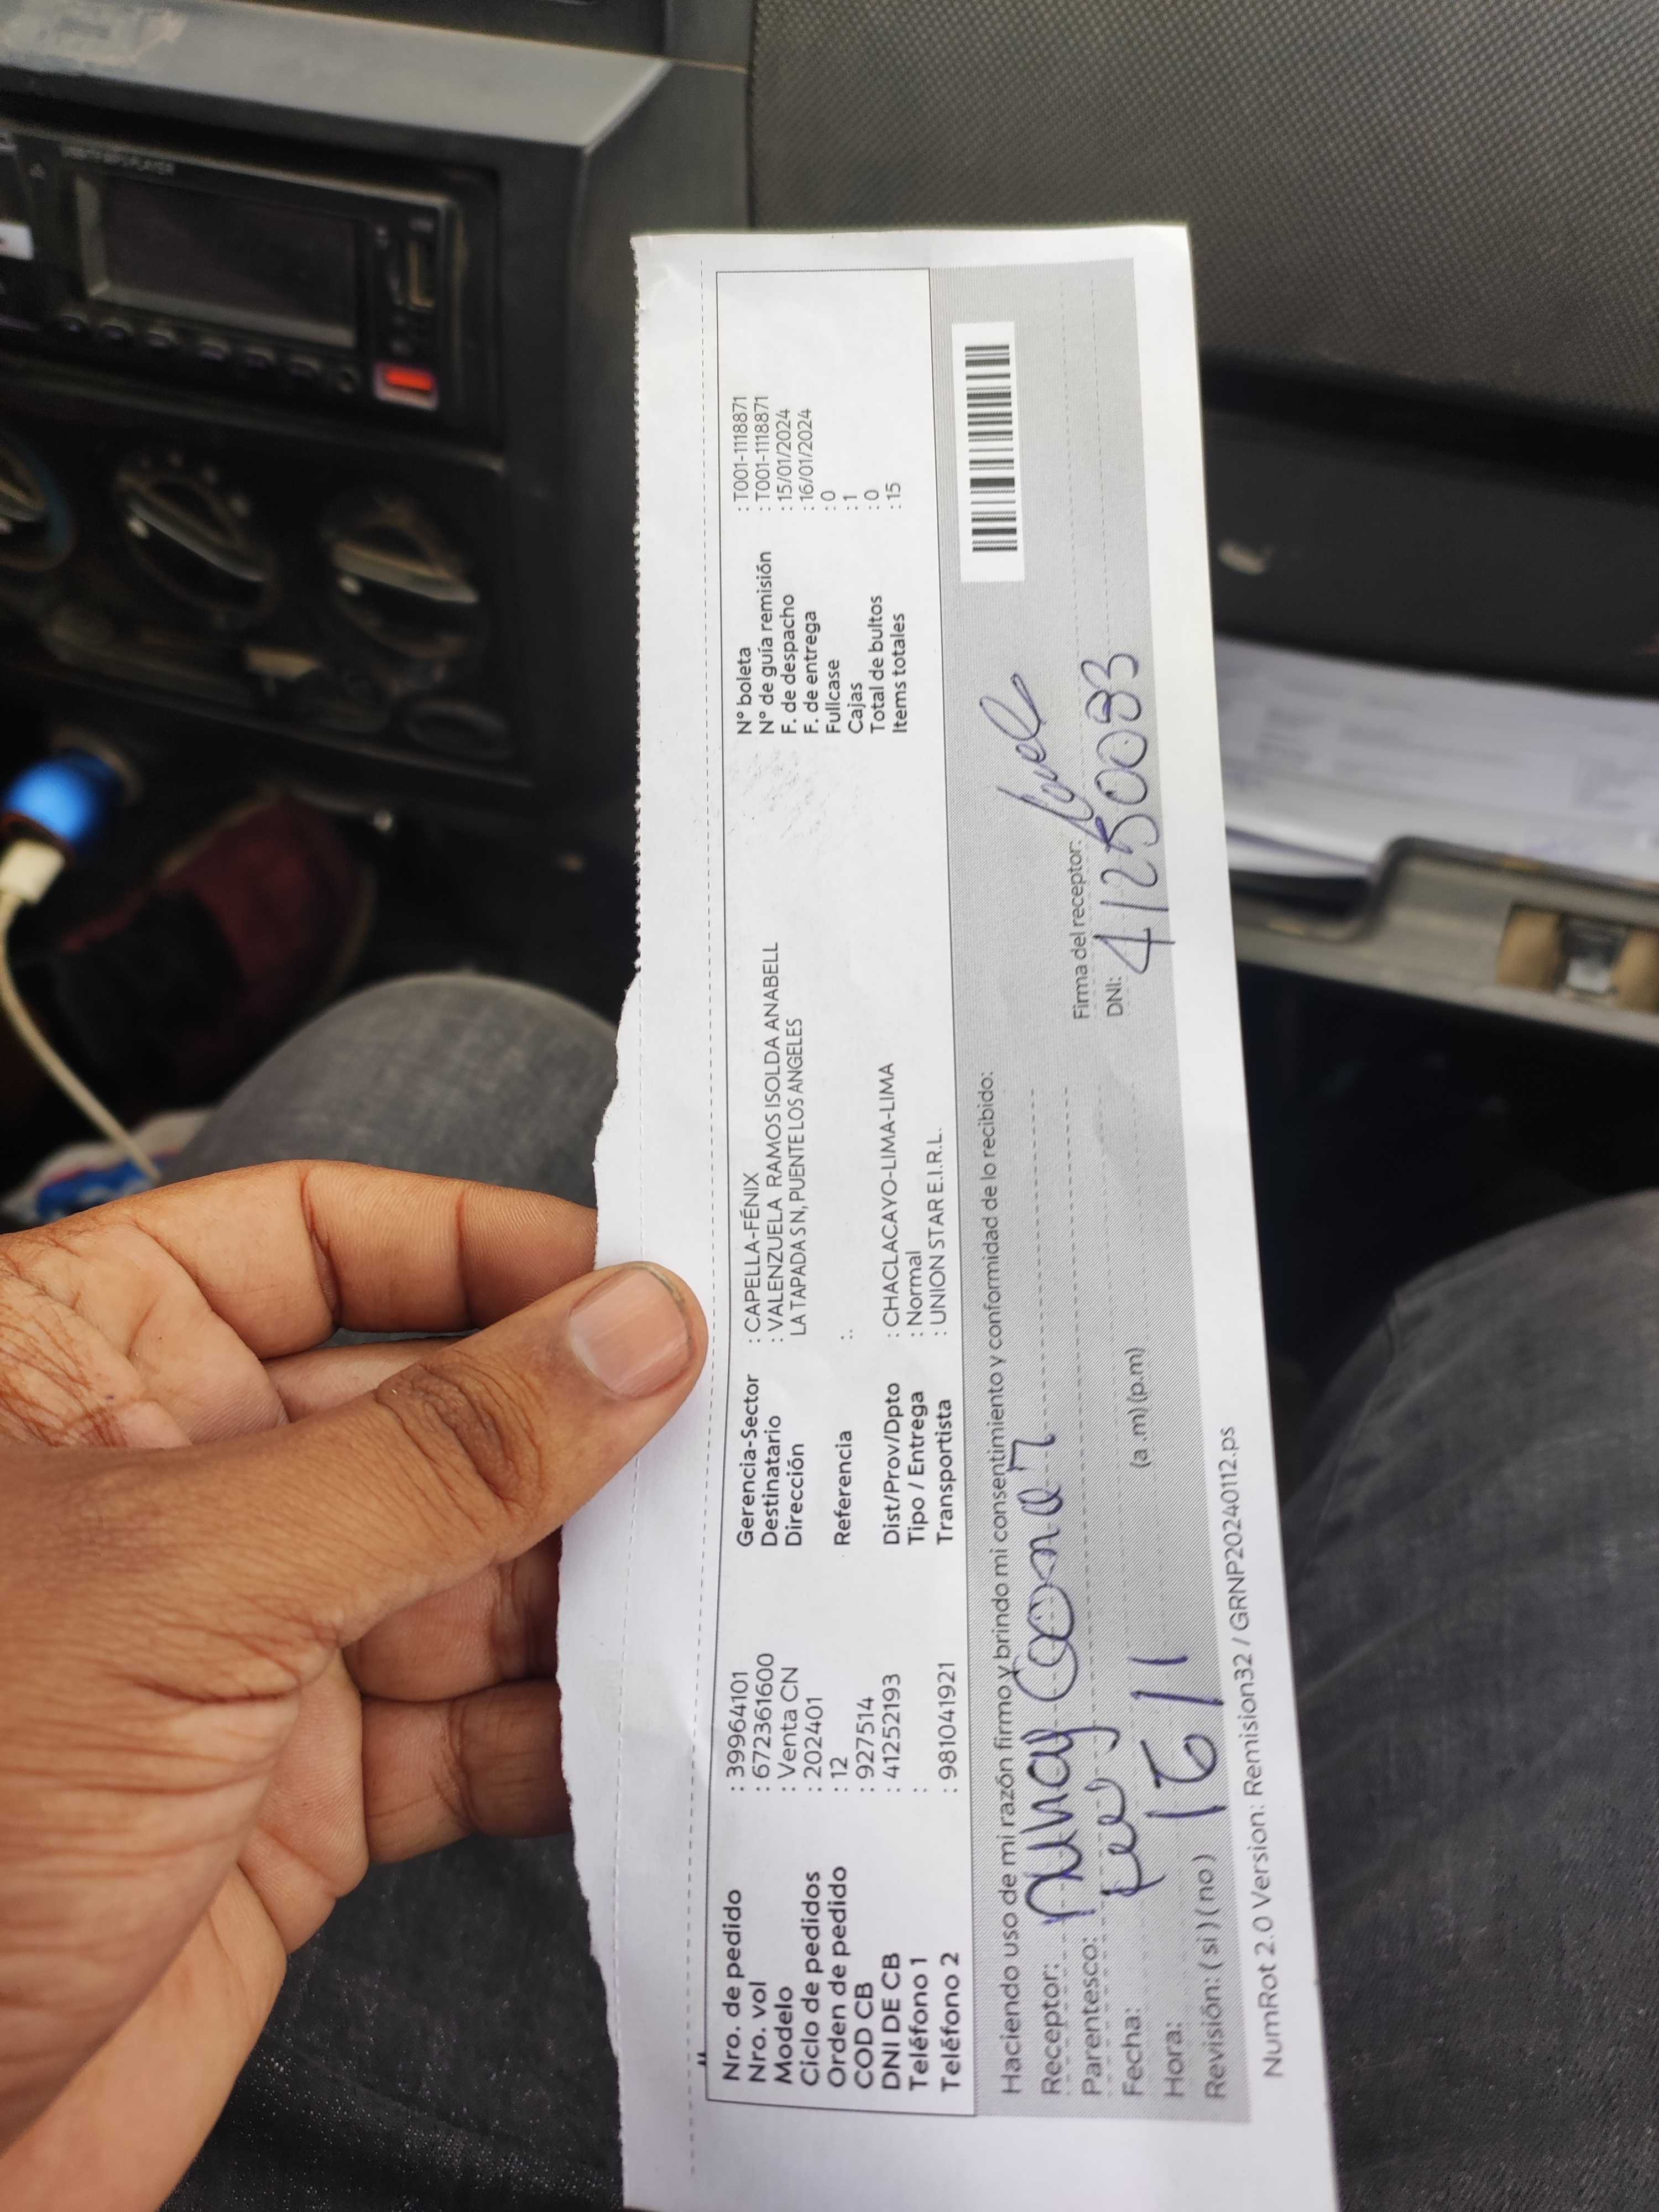 Nro. de pedido : 39964101
Nro. vol : 672361600
Modelo : Venta CN
Ciclo de pedidos : 202401
Orden de pedido : 12
COD CB : 927514
DNI DE CB : 41252193
Teléfono 1 :
Teléfono 2 : 981041921
Gerencia-Sector : CAPELLA-FÉNIX
Destinatario : VALENZUELA RAMOS ISOLDA ANABELL
Dirección LA TAPADA S N, PUENTE LOS ANGELES
Referencia :.
Dist/Prov/Dpto : CHACLACAYO-LIMA-LIMA
Tipo / Entrega : Normal
Transportista : UNION STAR E.I.R.L.
N° boleta : T001-1118871
N° de guía remisión : T001-1118871
F. de despacho : 15/01/2024
F. de entrega : 16/01/2024
Fullcase : 0
Cajas : 1
Total de bultos : 0
Items totales : 15
Haciendo uso de mi razón firmo y brindo mi consentimiento y conformidad de lo recibido:
Receptor:
Parentesco:
Fecha: 16/1
Hora: (a.m) (p.m)
Revisión: ( si ) ( no )
Firma del receptor:
DNI: 41250083
NumRot 2.0 Version: Remision32 / GRNP20240112.ps